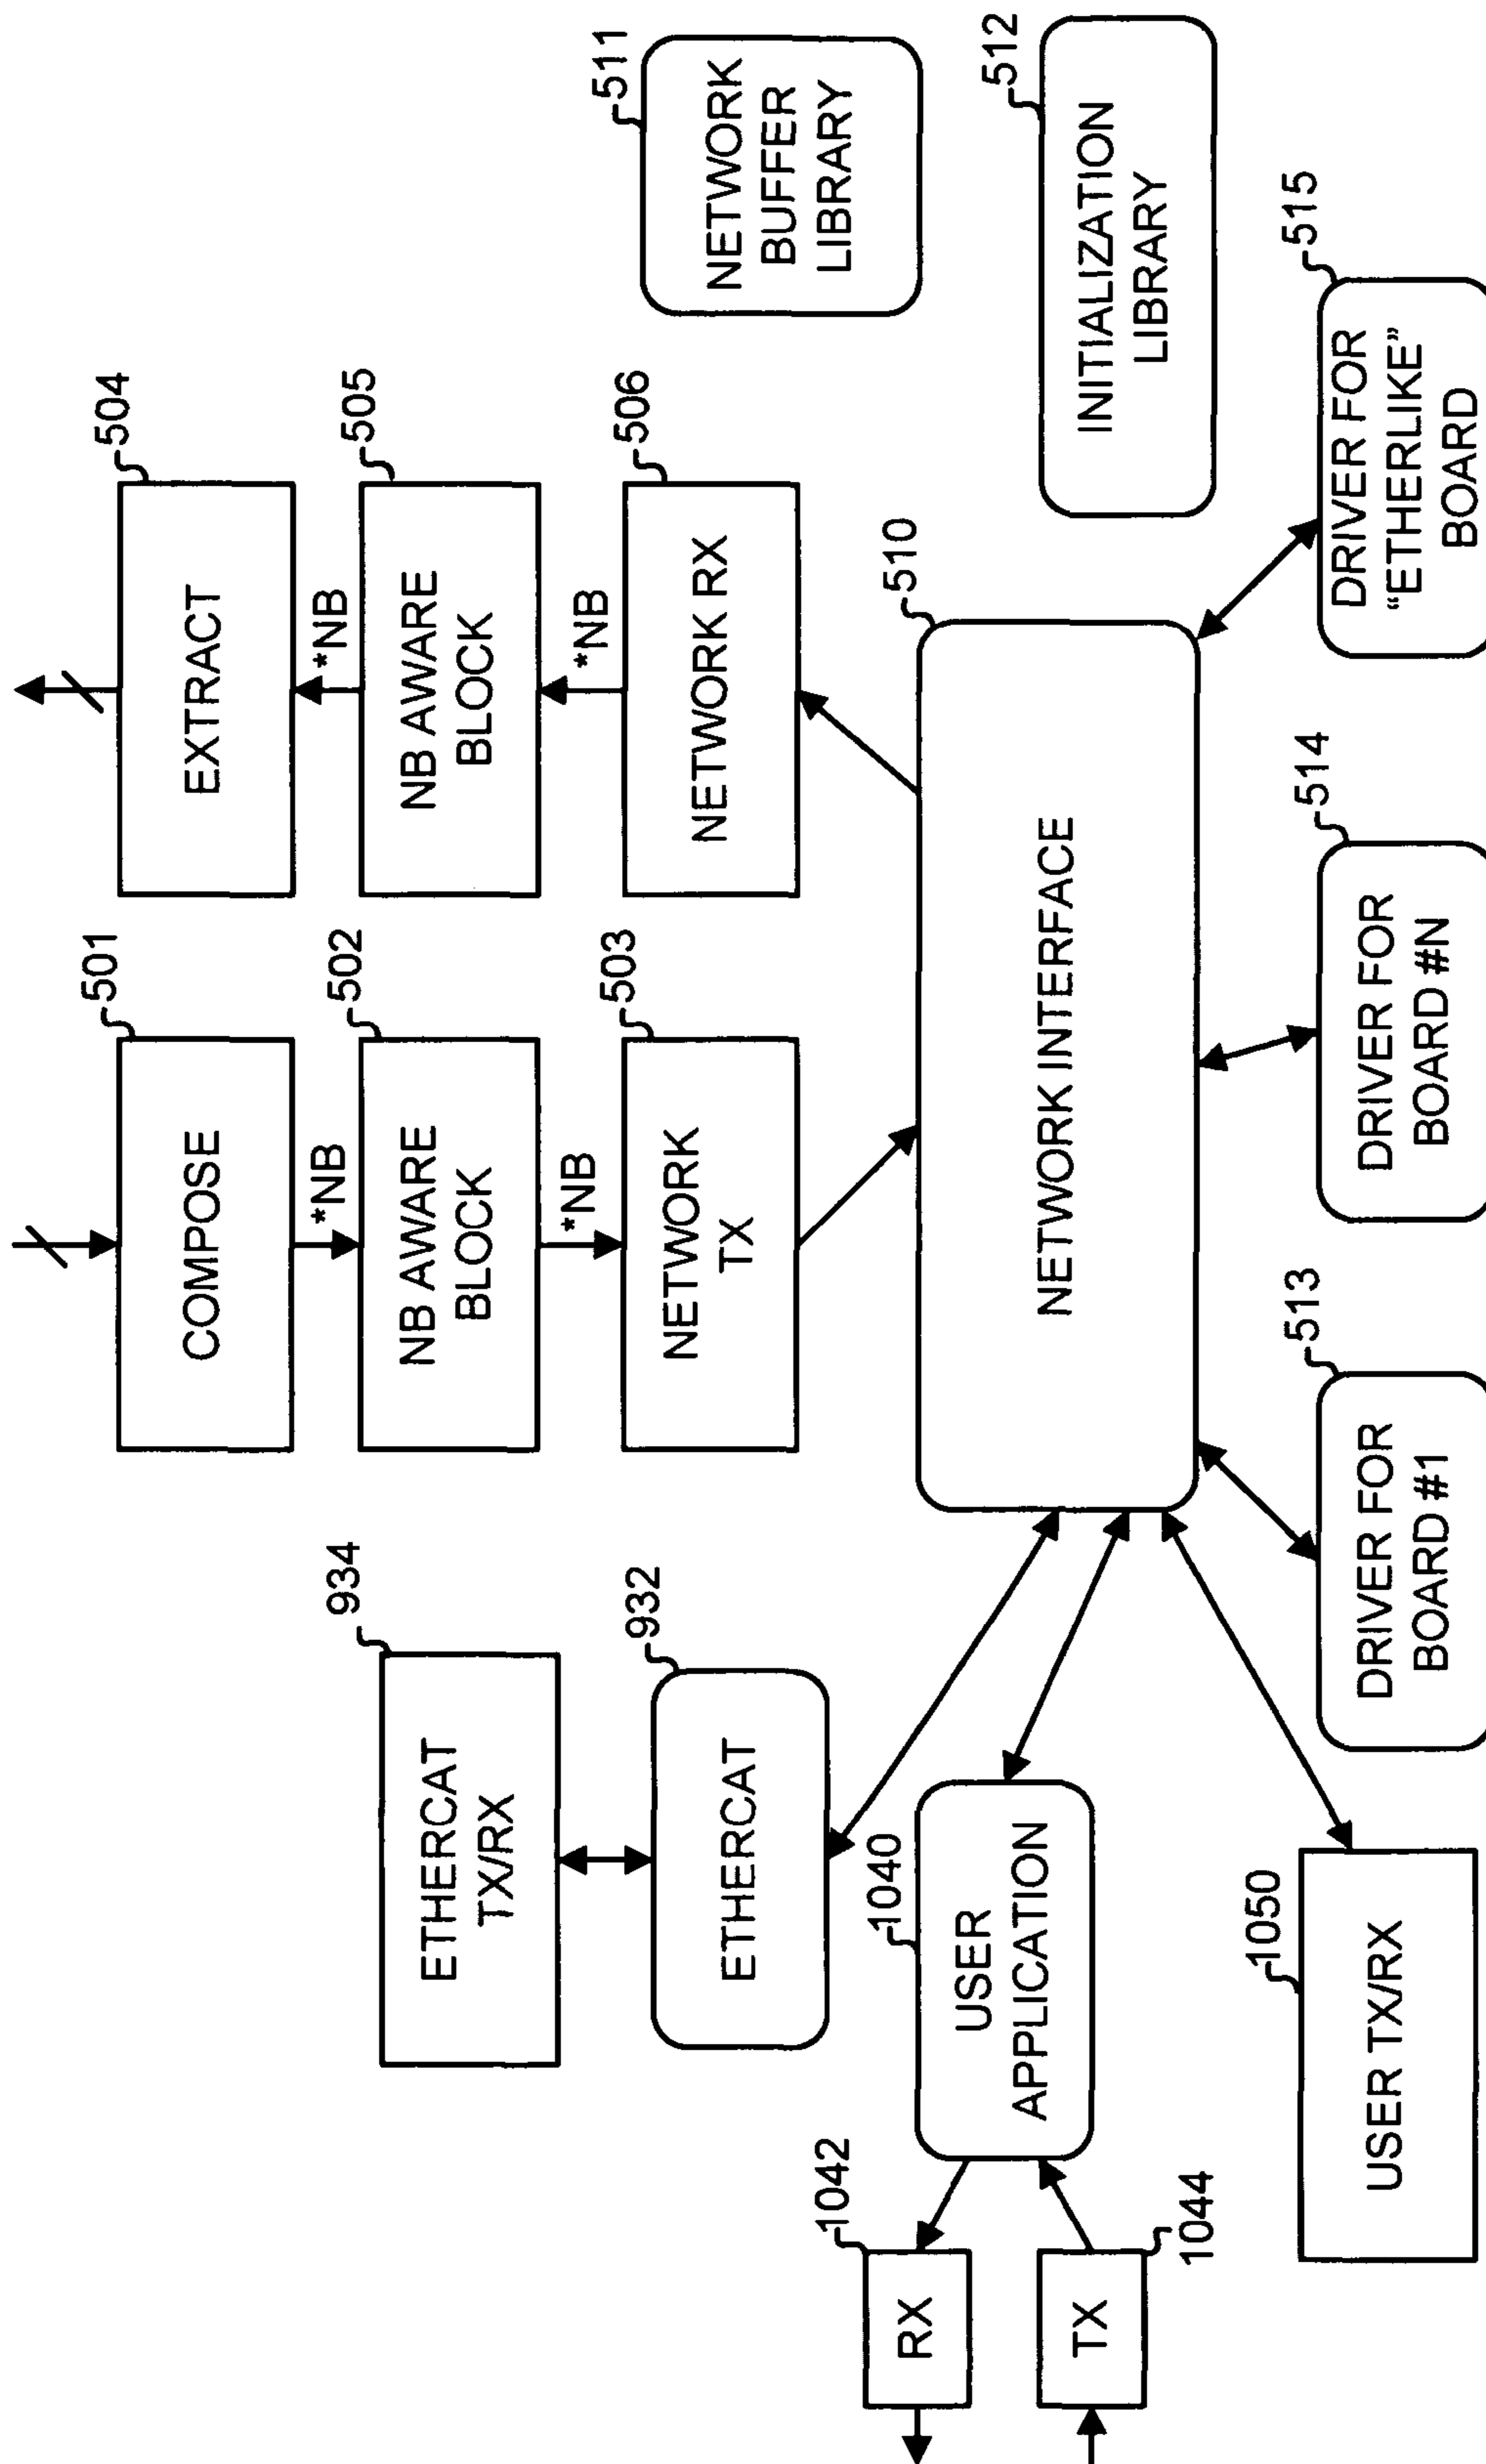 934
ETHERCAT
TX/RX
932
ETHERCAT
1040
USER
APPLICATION
1042
RX
TX
1044
1050
USER TX/RX
501
COMPOSE
*NB
502
NB AWARE
BLOCK
*NB
503
NETWORK
TX
504
EXTRACT
*NB
505
NB AWARE
BLOCK
*NB
506
NETWORK RX
510
NETWORK INTERFACE
511
NETWORK
BUFFER
LIBRARY
512
INITIALIZATION
LIBRARY
513
DRIVER FOR
BOARD #1
514
DRIVER FOR
BOARD #N
515
DRIVER FOR
“ETHERLIKE”
BOARD